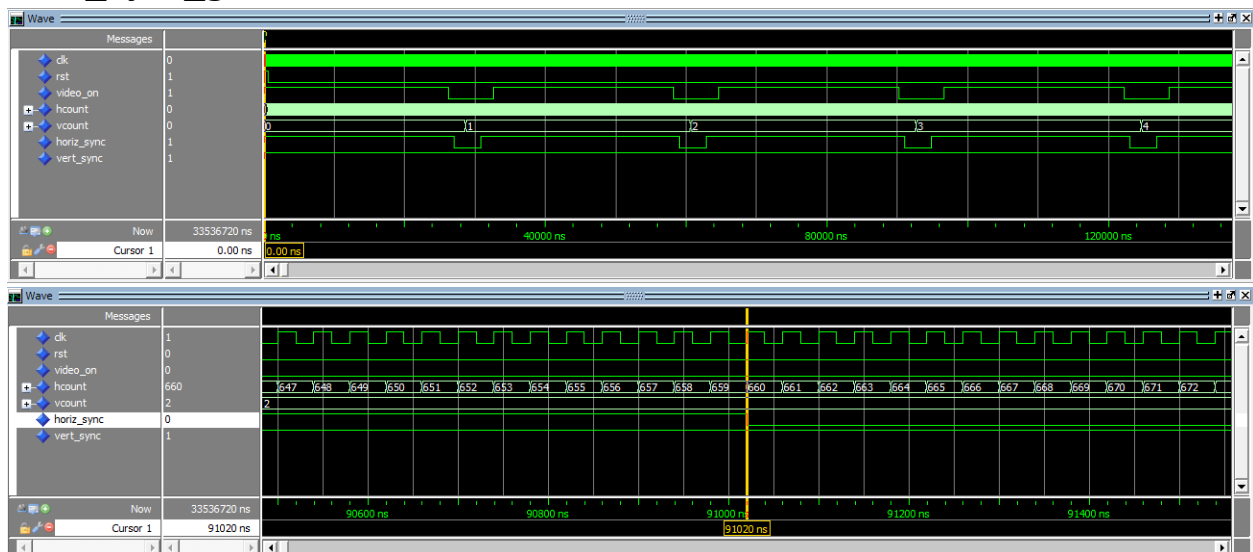 Wave
Messages
clk 0
rst 1
video_on 1
hcount 0
vcount 0 0 1 2 3 4
horiz_sync 1
vert_sync 1
Now 33536720 ns ns 40000 ns 80000 ns 120000 ns
Cursor 1 0.00 ns 0.00 ns
Wave
Messages
clk 1
rst 0
video_on 0
hcount 660 647 648 649 650 651 652 653 654 655 656 657 658 659 660 661 662 663 664 665 666 667 668 669 670 671 672
vcount 2 2
horiz_sync 0
vert_sync 1
Now 33536720 ns 90600 ns 90800 ns 91000 ns 91200 ns 91400 ns
Cursor 1 91020 ns 91020 ns